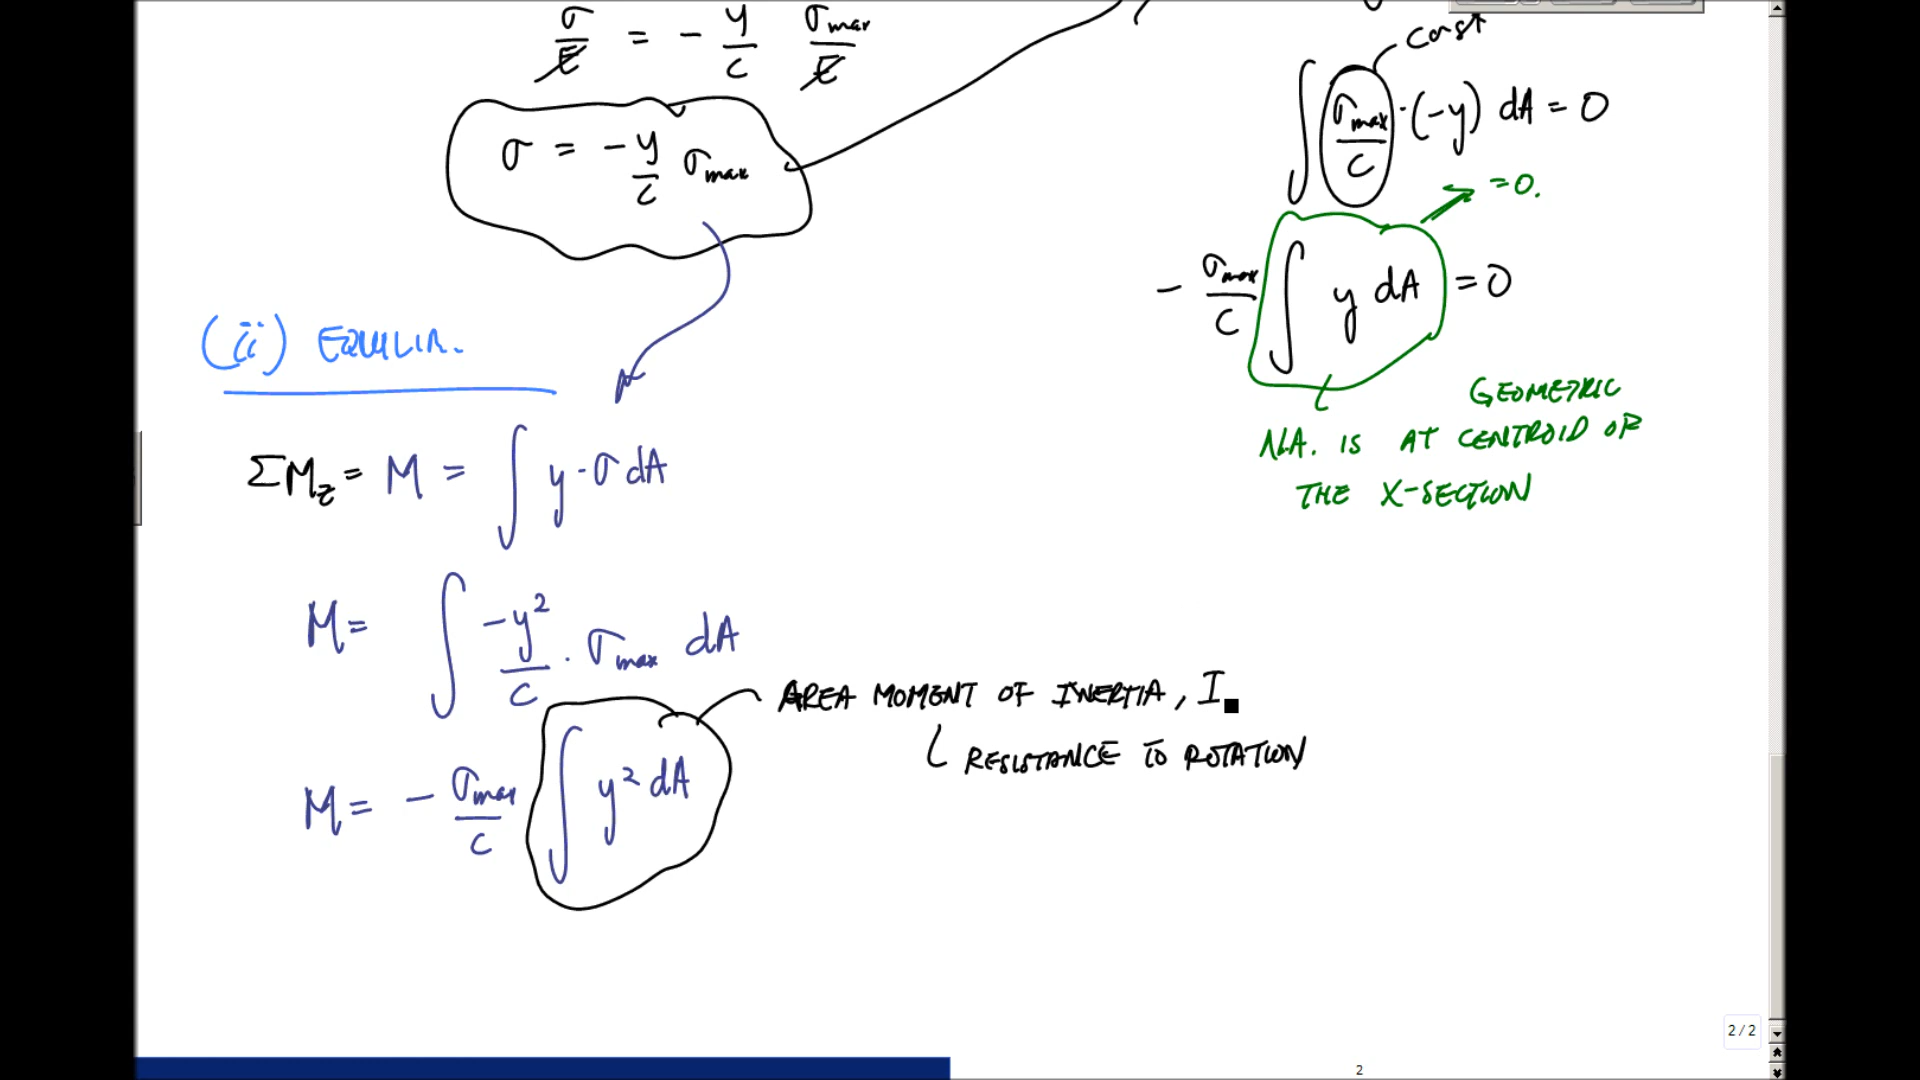 σ/E = - y/c σmax/E
σ = - y/c σmax
(ii) EQUILIB.
ΣMz = M = ∫ y · σ dA
M = ∫ -y²/c · σmax dA
M = - σmax/c ∫ y² dA
AREA MOMENT OF INERTIA, I
RESISTANCE TO ROTATION
const
∫ σmax/c · (-y) dA = 0
= 0.
- σmax/c ∫ y dA = 0
GEOMETRIC
N.A. IS AT CENTROID OF
THE X-SECTION
2 / 2
2